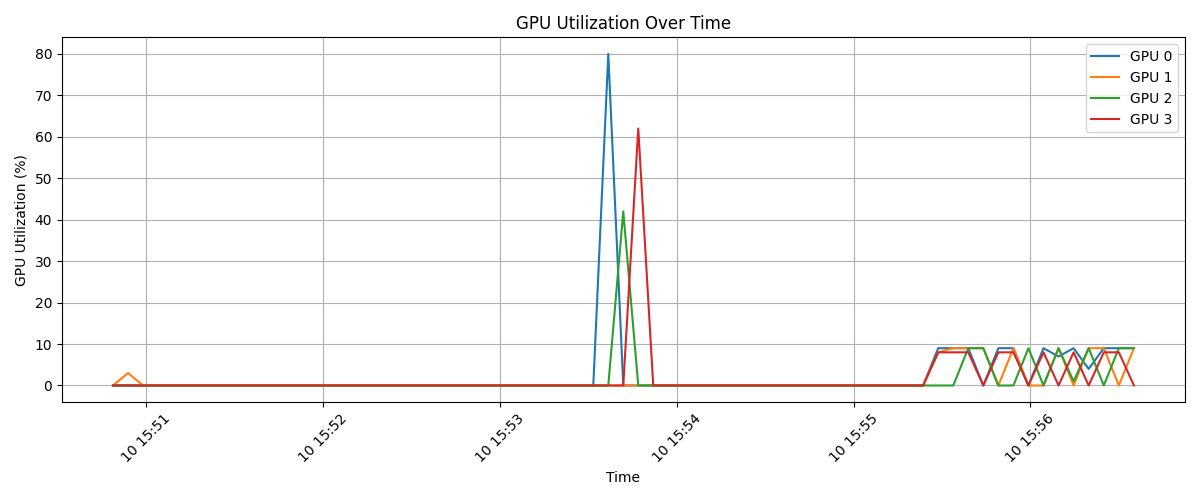 GPU Utilization Over Time
GPU Utilization (%)
80
70
60
50
40
30
20
10
0
GPU 0
GPU 1
GPU 2
GPU 3
10 15:51
10 15:52
10 15:53
10 15:54
10 15:55
10 15:56
Time